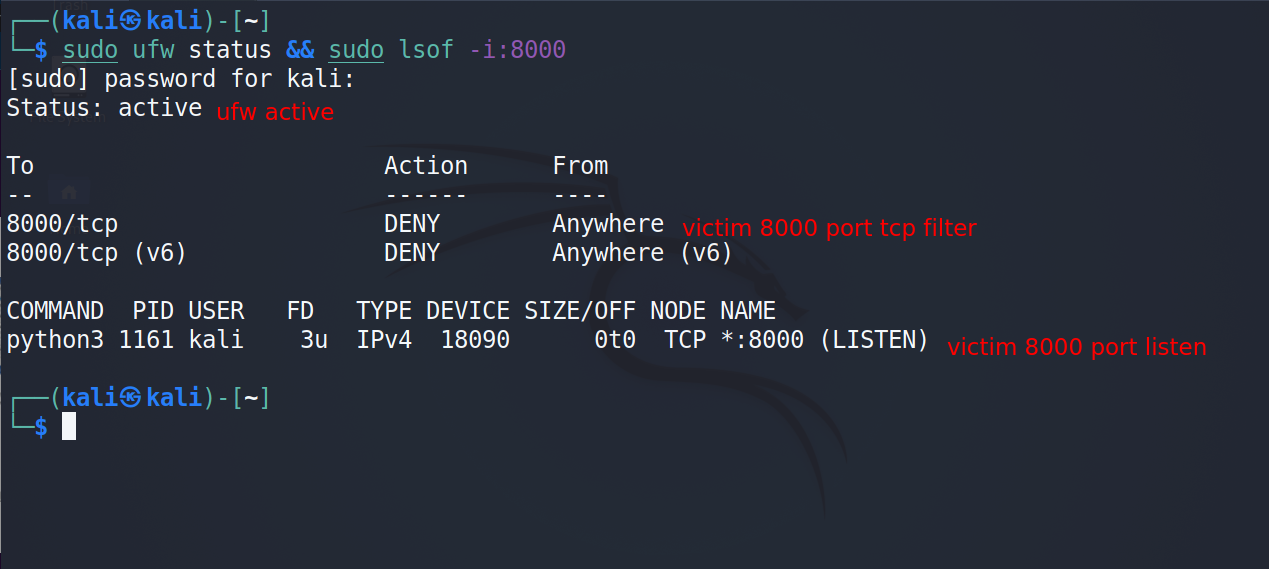 ┌──(kali㉿kali)-[~]
└─$ sudo ufw status && sudo lsof -i:8000
[sudo] password for kali:
Status: active ufw active
To                         Action      From
--                         ------      ----
8000/tcp                   DENY        Anywhere victim 8000 port tcp filter
8000/tcp (v6)              DENY        Anywhere (v6)
COMMAND  PID USER   FD   TYPE DEVICE SIZE/OFF NODE NAME
python3 1161 kali    3u  IPv4  18090      0t0  TCP *:8000 (LISTEN) victim 8000 port listen
┌──(kali㉿kali)-[~]
└─$